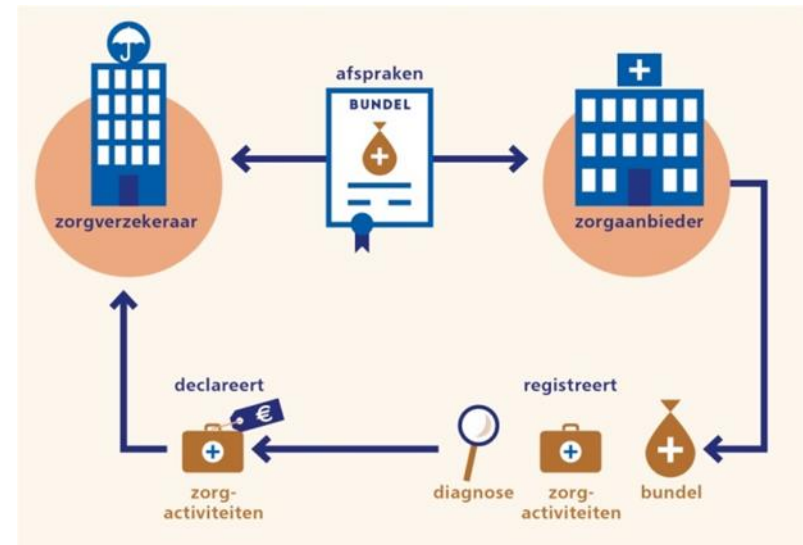 afspraken
BUNDEL
zorgverzekeraar
zorgaanbieder
declareert
registreert
€
zorg-
activiteiten
diagnose
zorg-
activiteiten
bundel